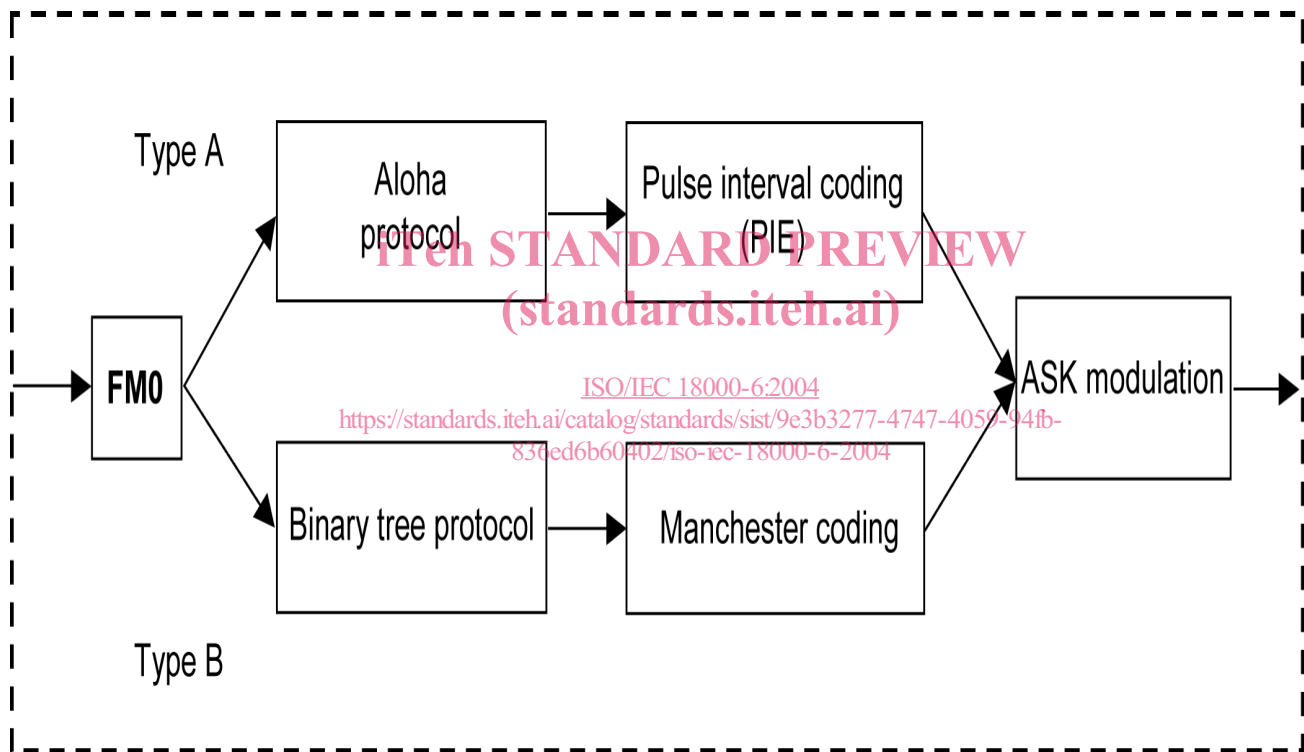 Type A
Aloha
protocol
Pulse interval coding
(PIE)
iTeh STANDARD PREVIEW
(standards.iteh.ai)
FM0
ASK modulation
ISO/IEC 18000-6:2004
https://standards.iteh.ai/catalog/standards/sist/9e3b3277-4747-4059-94fb-
836ed6b60402/iso-iec-18000-6-2004
Binary tree protocol
Manchester coding
Type B